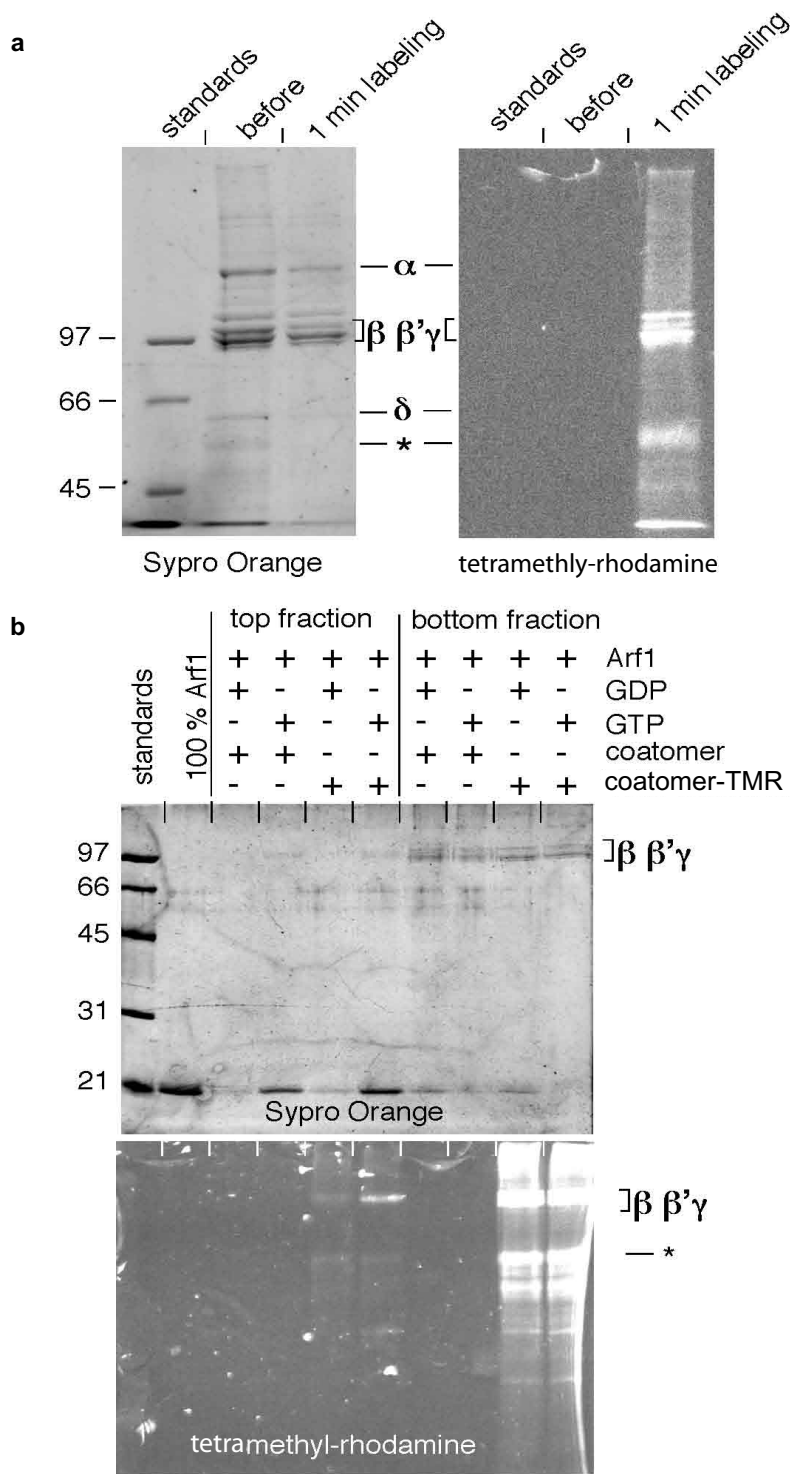 a
standards
before
1 min labeling
standards
before
1 min labeling
α
97
β β'γ
66
δ
*
45
Sypro Orange
tetramethly-rhodamine
b
top fraction
bottom fraction
standards
100 % Arf1
+ + + + + + + + Arf1
+ - + - + - + - GDP
- + - + - + - + GTP
+ + - - + + - - coatomer
- - + + - - + + coatomer-TMR
97
β β'γ
66
45
31
21
Sypro Orange
β β'γ
*
tetramethyl-rhodamine